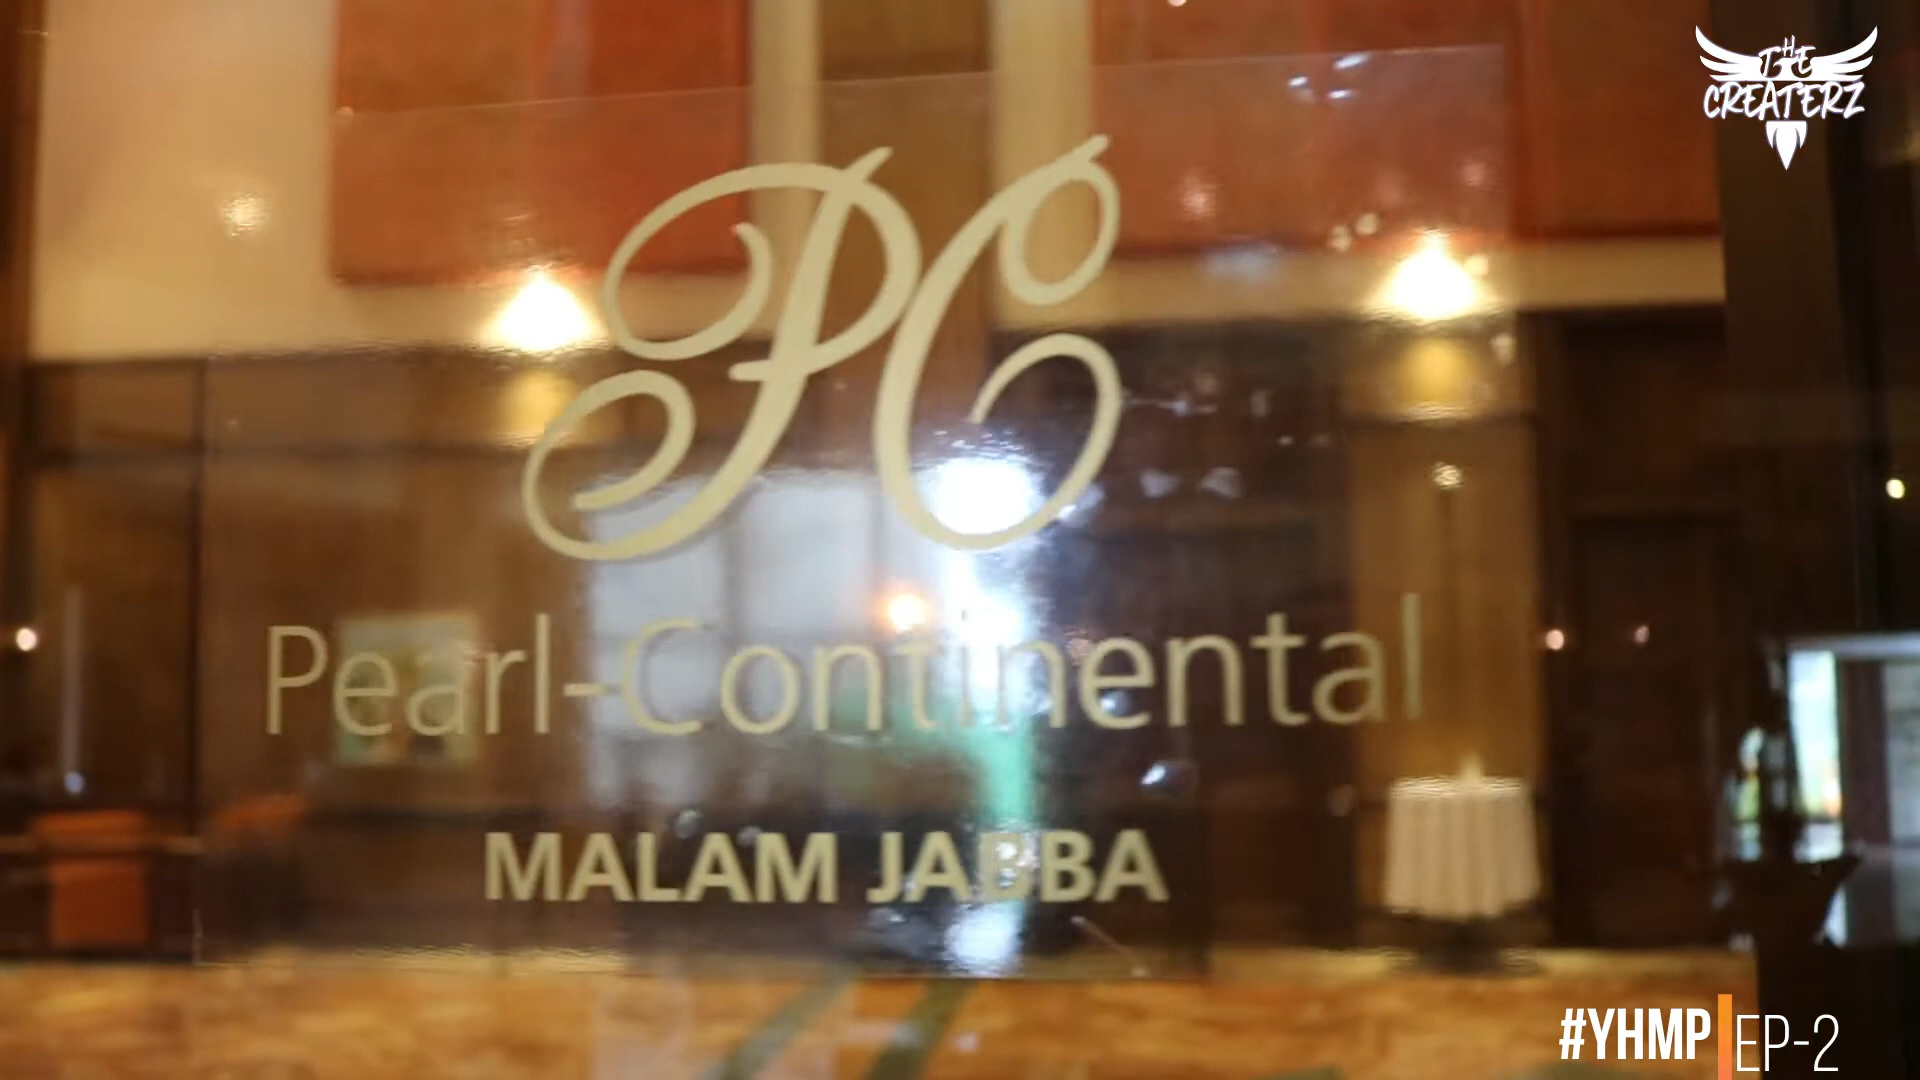 THE
CREATERZ
PC
Pearl-Continental
MALAM JABBA
#YHMP EP-2